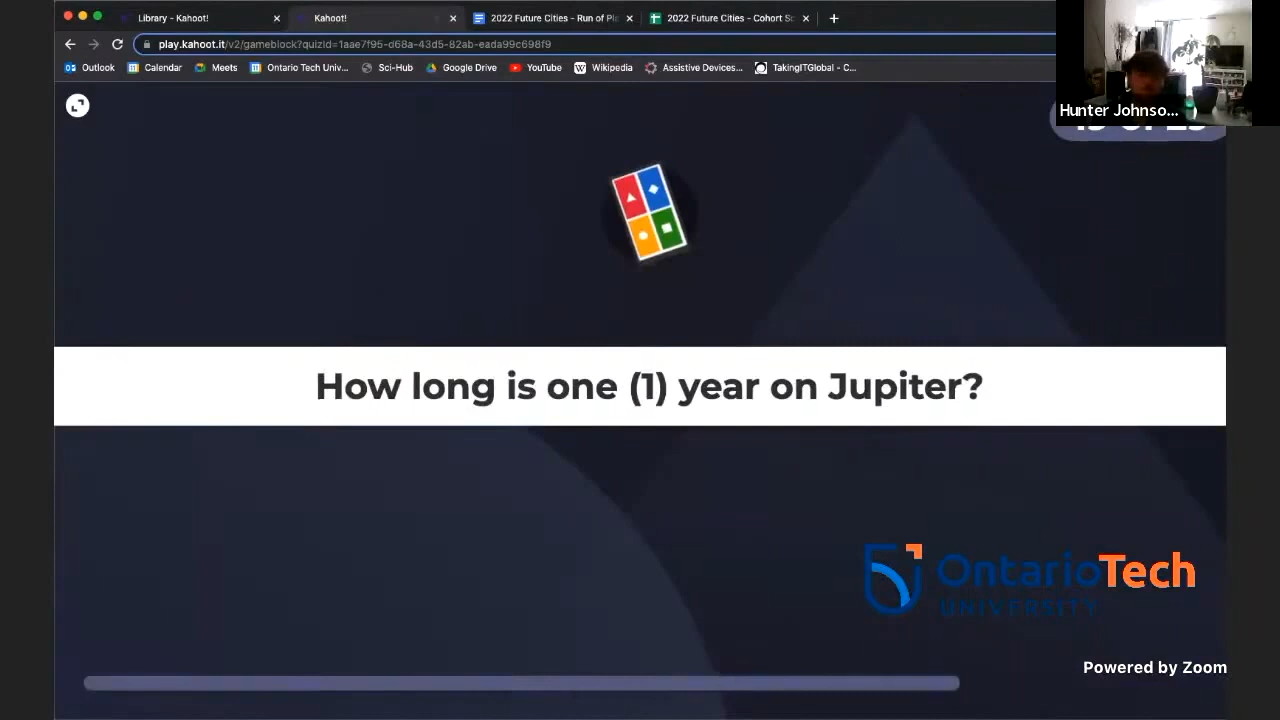 Library - Kahoot!
Kahoot!
2022 Future Cities - Run of Pl
2022 Future Cities - Cohort Sc
play.kahoot.it/v2/gameblock?quizId=1aae7f95-d68a-43d5-82ab-eada99c698f9
Outlook
Calendar
Meets
Ontario Tech Univ...
Sci-Hub
Google Drive
YouTube
Wikipedia
Assistive Devices...
TakingITGlobal - C...
Hunter Johnso...
How long is one (1) year on Jupiter?
OntarioTech
UNIVERSITY
Powered by Zoom